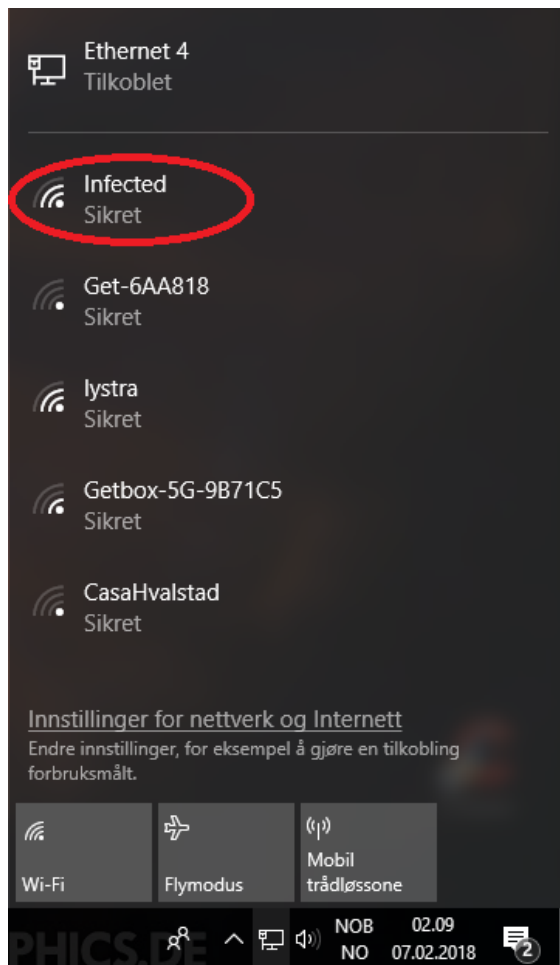 Ethernet 4
Tilkoblet
Infected
Sikret
Get-6AA818
Sikret
lystra
Sikret
Getbox-5G-9B71C5
Sikret
CasaHvalstad
Sikret
Innstillinger for nettverk og Internett
Endre innstillinger, for eksempel å gjøre en tilkobling
forbruksmålt.
Wi-Fi
Flymodus
Mobil
trådløssone
PHICS.DE
NOB
NO
02.09
07.02.2018
2